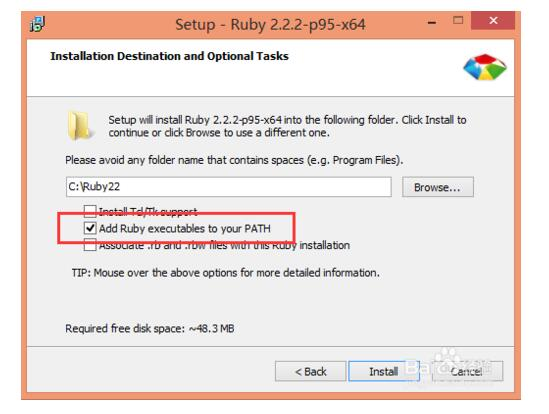 Setup - Ruby 2.2.2-p95-x64
Installation Destination and Optional Tasks
Setup will install Ruby 2.2.2-p95-x64 into the following folder. Click Install to
continue or click Browse to use a different one.
Please avoid any folder name that contains spaces (e.g. Program Files).
C:\Ruby22
Browse...
Install Tcl/Tk support
Add Ruby executables to your PATH
Associate .rb and .rbw files with this Ruby installation
TIP: Mouse over the above options for more detailed information.
Required free disk space: ~48.3 MB
< Back
Install
Cancel
Bai